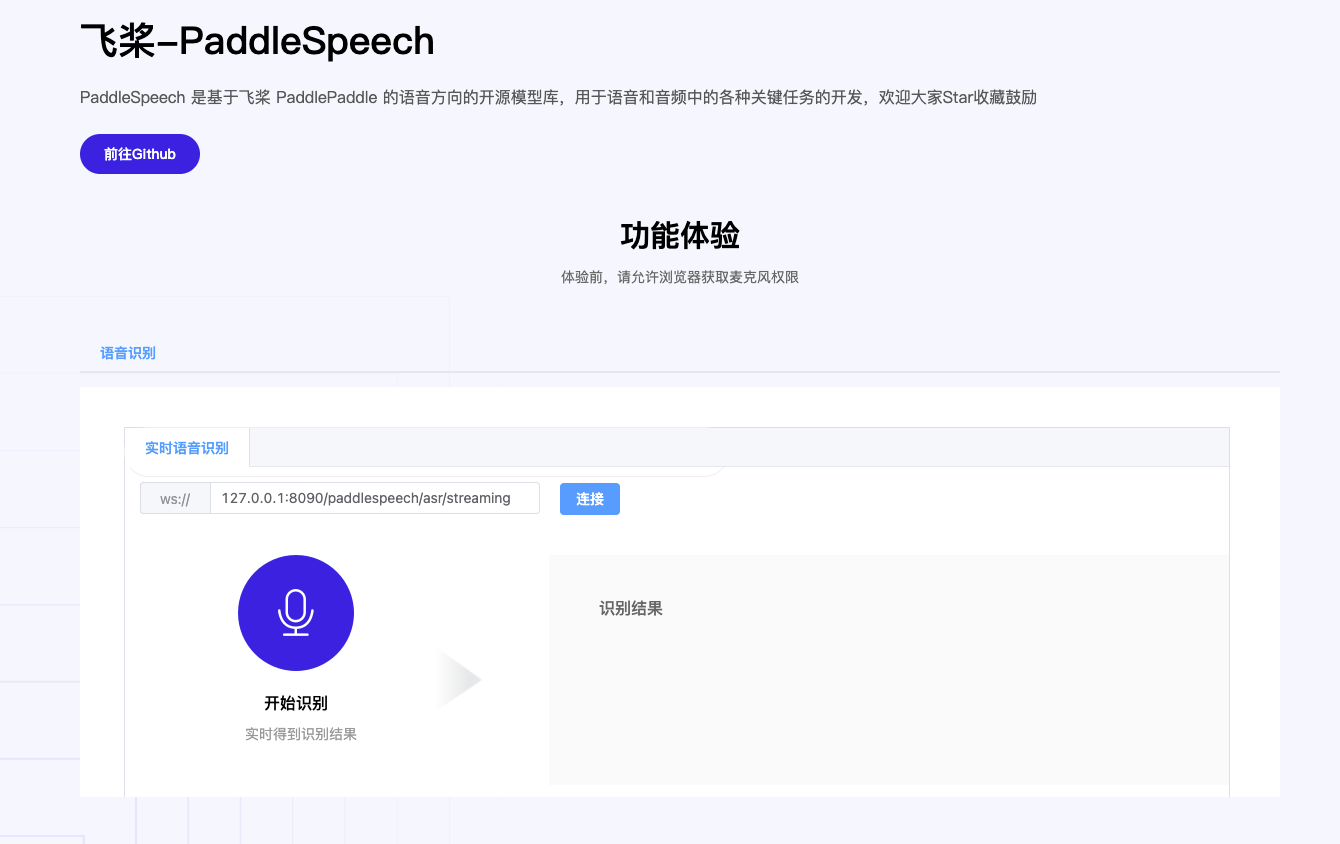 飞桨-PaddleSpeech
PaddleSpeech 是基于飞桨 PaddlePaddle 的语音方向的开源模型库，用于语音和音频中的各种关键任务的开发，欢迎大家Star收藏鼓励
前往Github
功能体验
体验前，请允许浏览器获取麦克风权限
语音识别
实时语音识别
ws:// 127.0.0.1:8090/paddlespeech/asr/streaming 连接
识别结果
开始识别
实时得到识别结果